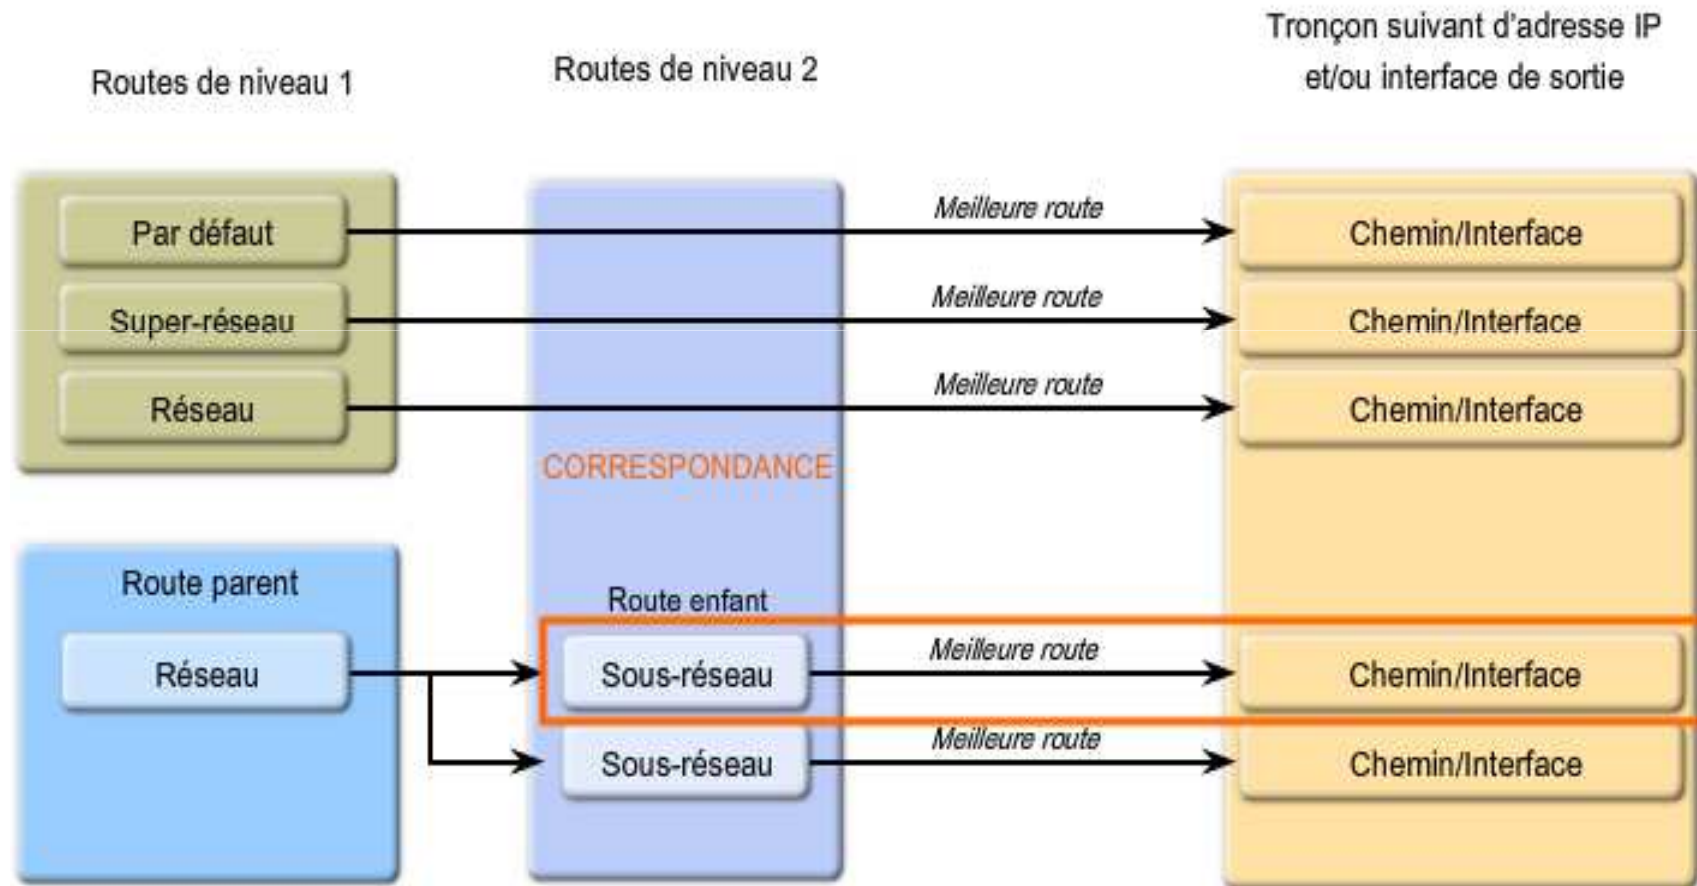 Routes de niveau 1
Routes de niveau 2
Tronçon suivant d'adresse IP
et/ou interface de sortie
Par défaut
Meilleure route
Chemin/Interface
Super-réseau
Meilleure route
Chemin/Interface
Réseau
Meilleure route
Chemin/Interface
CORRESPONDANCE
Route parent
Route enfant
Réseau
Sous-réseau
Meilleure route
Chemin/Interface
Sous-réseau
Meilleure route
Chemin/Interface